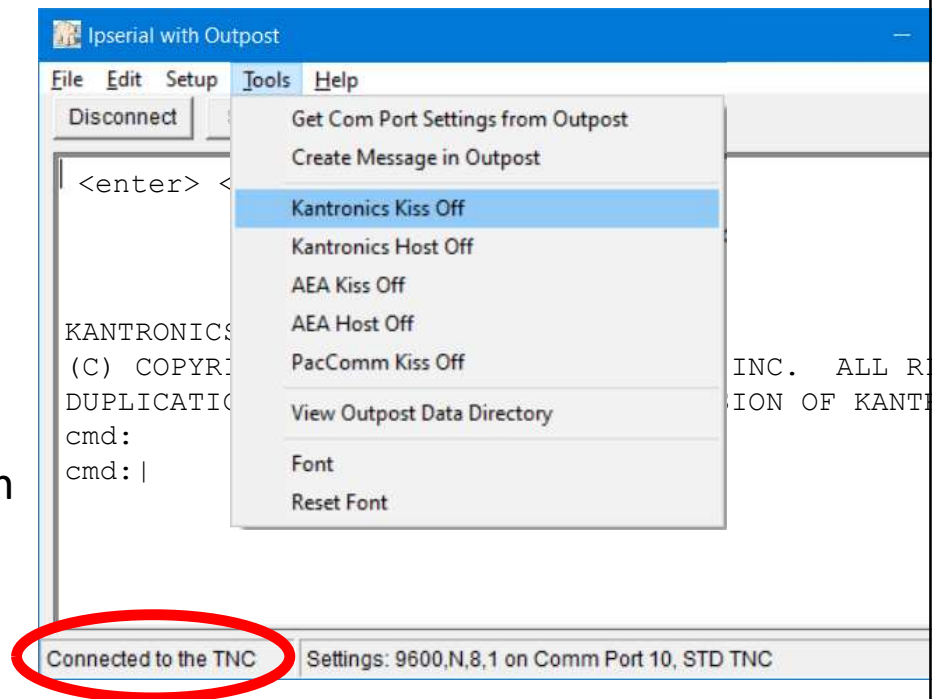 Ipserial with Outpost
File Edit Setup Tools Help
Disconnect
Get Com Port Settings from Outpost
Create Message in Outpost
Kantronics Kiss Off
Kantronics Host Off
AEA Kiss Off
AEA Host Off
PacComm Kiss Off
View Outpost Data Directory
Font
Reset Font
<enter> <
KANTRONICS
(C) COPYRI INC. ALL RI
DUPLICATIO ION OF KANT
cmd:
cmd:|
n
Connected to the TNC
Settings: 9600,N,8,1 on Comm Port 10, STD TNC